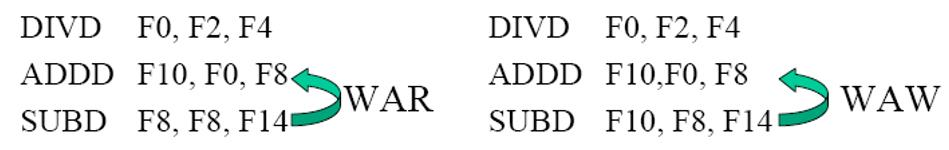 DIVD F0, F2, F4
ADDD F10, F0, F8
SUBD F8, F8, F14
WAR
DIVD F0, F2, F4
ADDD F10,F0, F8
SUBD F10, F8, F14
WAW